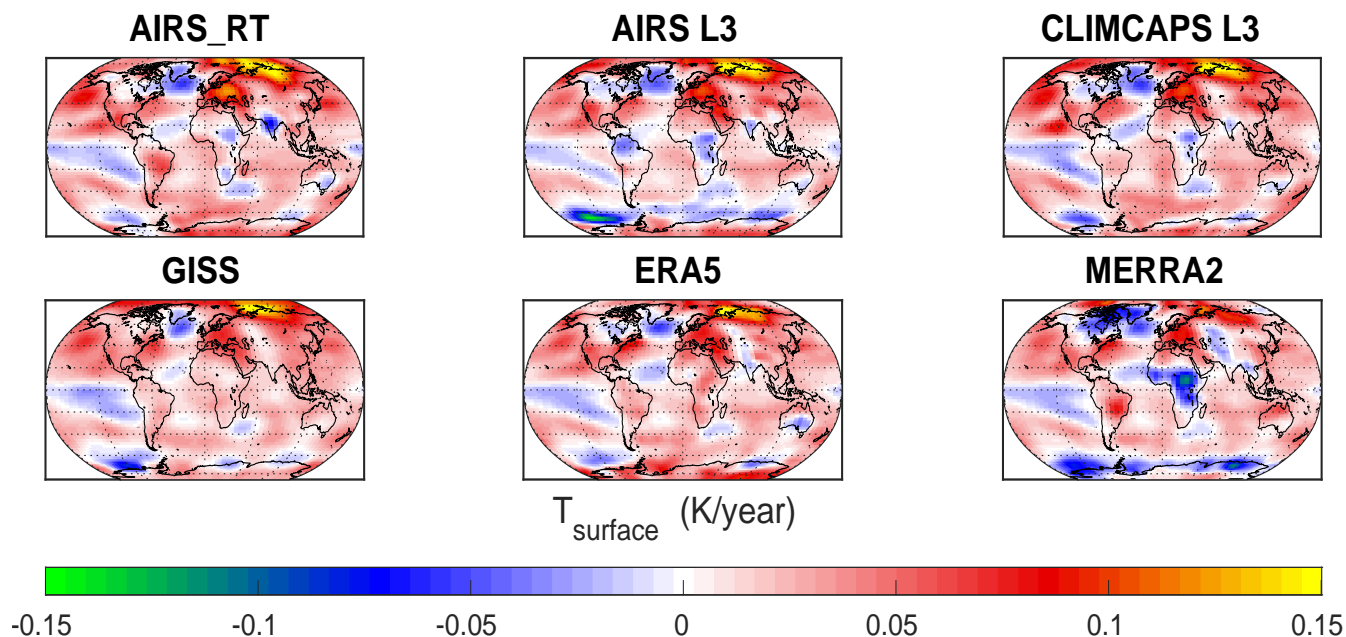 AIRS_RT AIRS L3 CLIMCAPS L3
GISS ERA5 MERRA2
T_surface (K/year)
-0.15 -0.1 -0.05 0 0.05 0.1 0.15